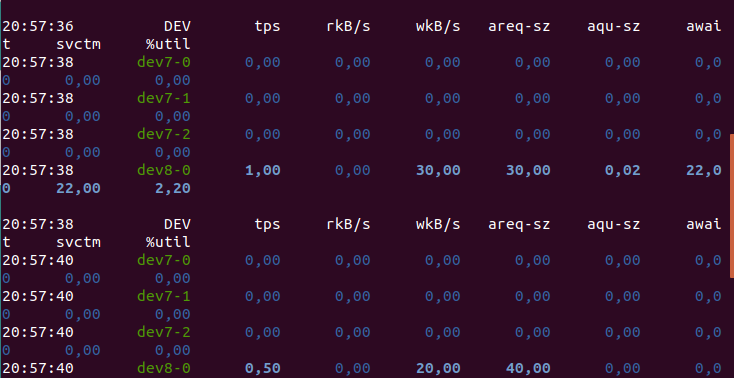 20:57:36 DEV tps rkB/s wkB/s areq-sz aqu-sz awai
t svctm %util
20:57:38 dev7-0 0,00 0,00 0,00 0,00 0,00 0,0
0 0,00 0,00
20:57:38 dev7-1 0,00 0,00 0,00 0,00 0,00 0,0
0 0,00 0,00
20:57:38 dev7-2 0,00 0,00 0,00 0,00 0,00 0,0
0 0,00 0,00
20:57:38 dev8-0 1,00 0,00 30,00 30,00 0,02 22,0
0 22,00 2,20
20:57:38 DEV tps rkB/s wkB/s areq-sz aqu-sz awai
t svctm %util
20:57:40 dev7-0 0,00 0,00 0,00 0,00 0,00 0,0
0 0,00 0,00
20:57:40 dev7-1 0,00 0,00 0,00 0,00 0,00 0,0
0 0,00 0,00
20:57:40 dev7-2 0,00 0,00 0,00 0,00 0,00 0,0
0 0,00 0,00
20:57:40 dev8-0 0,50 0,00 20,00 40,00 0,00 0,0